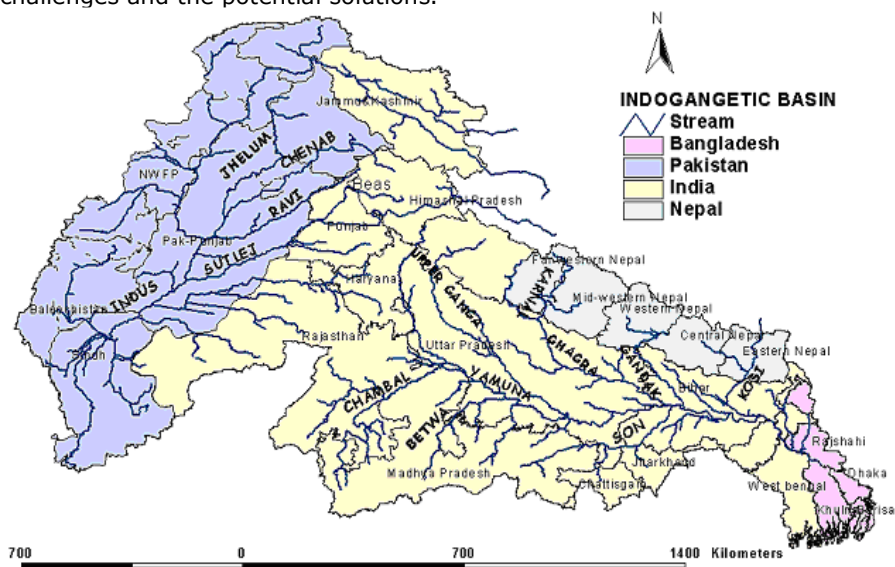 challenges and the potential solutions.
N
INDOGANGETIC BASIN
Stream
Bangladesh
Pakistan
India
Nepal
Jammu&Kashmir
JHELUM
CHENAB
NWFP
Beas
Himachal Pradesh
RAVI
Punjab
Pak-Punjab
SUTLEJ
UPPER GANGA
Far-western Nepal
KARNALI
Haryana
Mid-western Nepal
Western Nepal
INDUS
Balochistan
Rajasthan
Uttar Pradesh
Central Nepal
Eastern Nepal
Sindh
GHAGRA
GANDAK
CHAMBAL
YAMUNA
Bihar
KOSI
BETWA
SON
Rajshahi
Madhya Pradesh
Jharkhand
Chattisgarh
West bengal
Dhaka
Khulna
700 0 700 1400 Kilometers